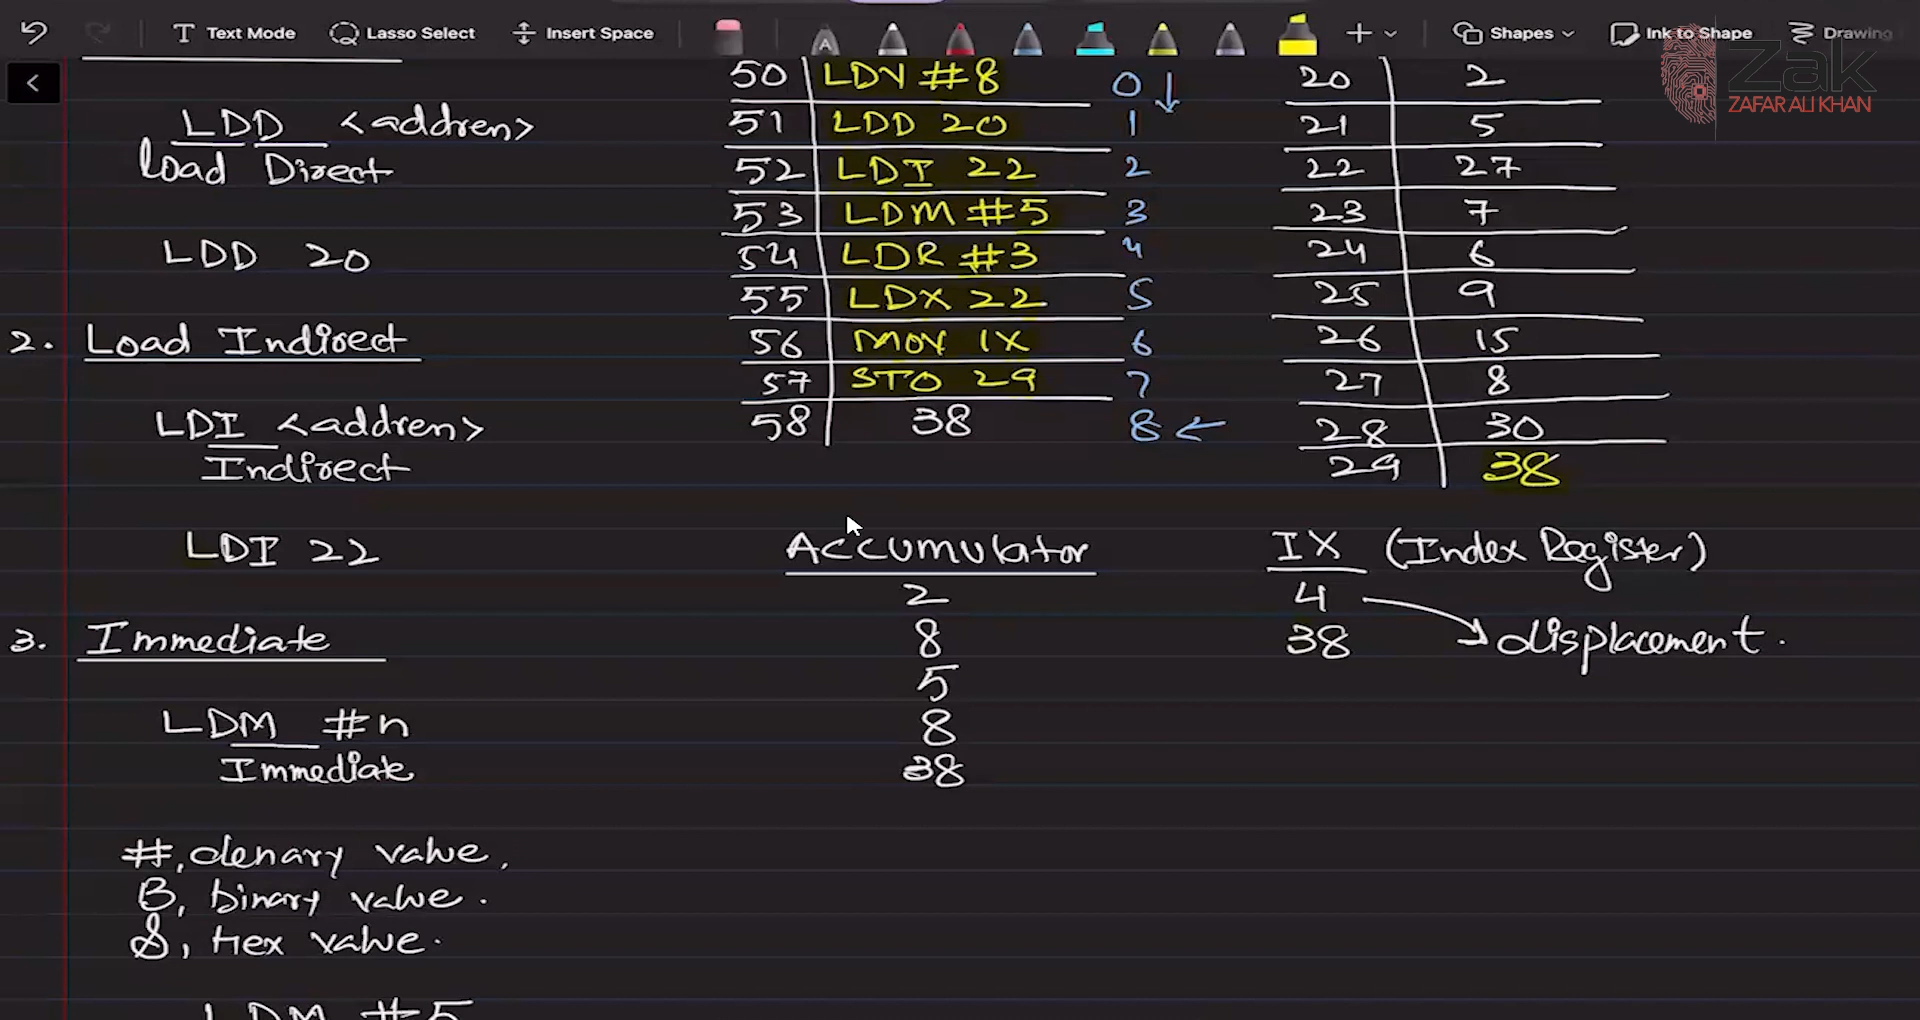 Text Mode Lasso Select Insert Space Shapes Ink to Shape Drawing
Zak
ZAFAR ALI KHAN
LDD <addren>
Load Direct
LDD 20
2. Load Indirect
LDI <addren>
Indirect
LDI 22
3. Immediate
LDM #n
Immediate
#, denary value,
B, binary value.
&, Hex value.
LDM #5
50 LDV #8 0
51 LDD 20 1
52 LDI 22 2
53 LDM #5 3
54 LDR #3 4
55 LDX 22 5
56 MOV IX 6
57 STO 29 7
58 38 8 ←
20 2
21 5
22 27
23 7
24 6
25 9
26 15
27 8
28 30
29 38
Accumulator
2
8
5
8
38
IX (Index Register)
4
38 displacement.